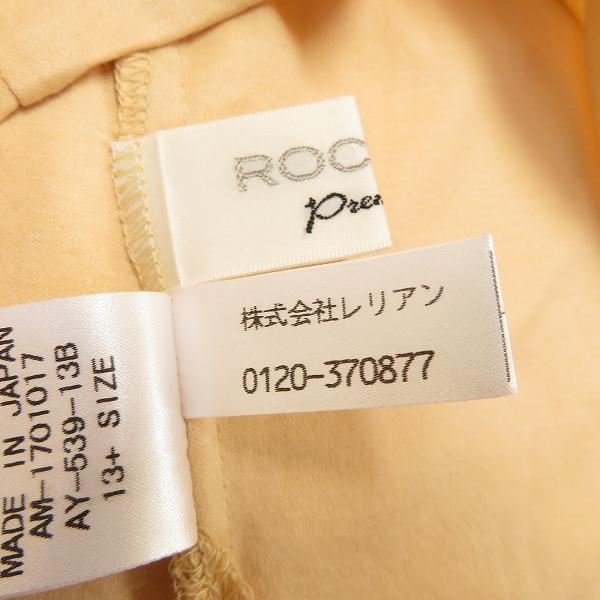 ROC
Prem
株式会社レリアン
0120-370877
MADE IN JAPAN
AM-1701017
AY-539-13B
13+ SIZE